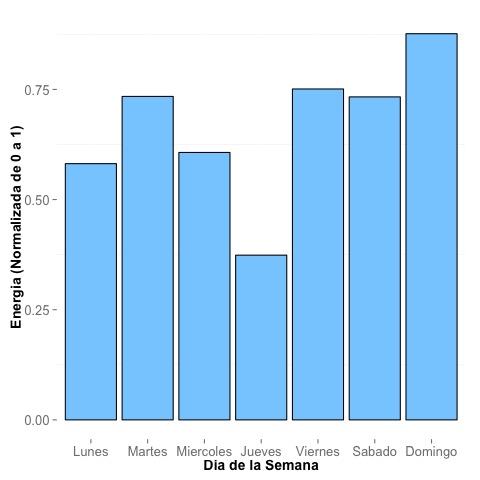 Energia (Normalizada de 0 a 1)
0.75
0.50
0.25
0.00
Lunes Martes Miercoles Jueves Viernes Sabado Domingo
Dia de la Semana